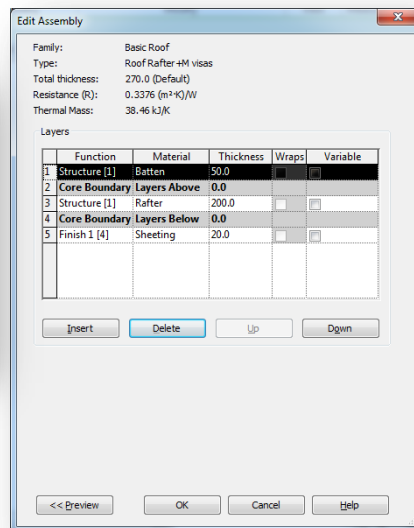 Edit Assembly
Family: Basic Roof
Type: Roof Rafter+M visas
Total thickness: 270.0 (Default)
Resistance (R): 0.3376 (m²·K)/W
Thermal Mass: 38.46 kJ/K
Layers
Function Material Thickness Wraps Variable
1 Structure [1] Batten 50.0
2 Core Boundary Layers Above 0.0
3 Structure [1] Rafter 200.0
4 Core Boundary Layers Below 0.0
5 Finish 1 [4] Sheeting 20.0
Insert Delete Up Down
<< Preview OK Cancel Help